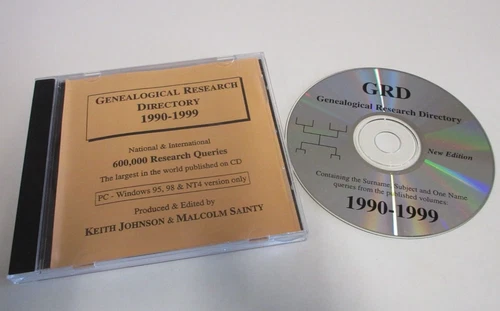 GENEALOGICAL RESEARCH
DIRECTORY
1990-1999
National & International
600,000 Research Queries
The largest in the world published on CD
PC - Windows 95, 98 & NT4 version only
Produced & Edited by
KEITH JOHNSON & MALCOLM SAINTY
GRD
Genealogical Research Directory
New Edition
Containing the Surname, Subject and One Name
queries from the published volumes:
1990-1999